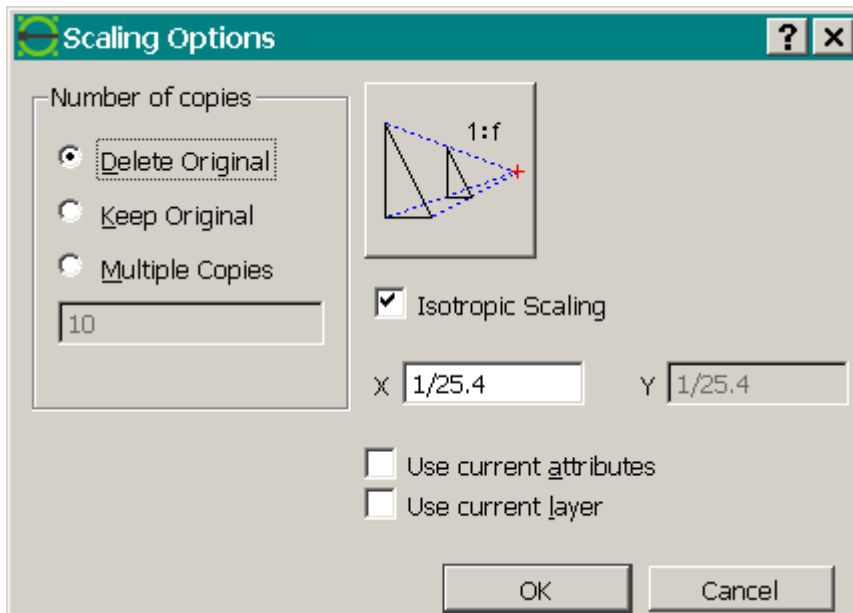 Scaling Options
Number of copies
Delete Original
Keep Original
Multiple Copies
10
1:f
Isotropic Scaling
X 1/25.4 Y 1/25.4
Use current attributes
Use current layer
OK Cancel